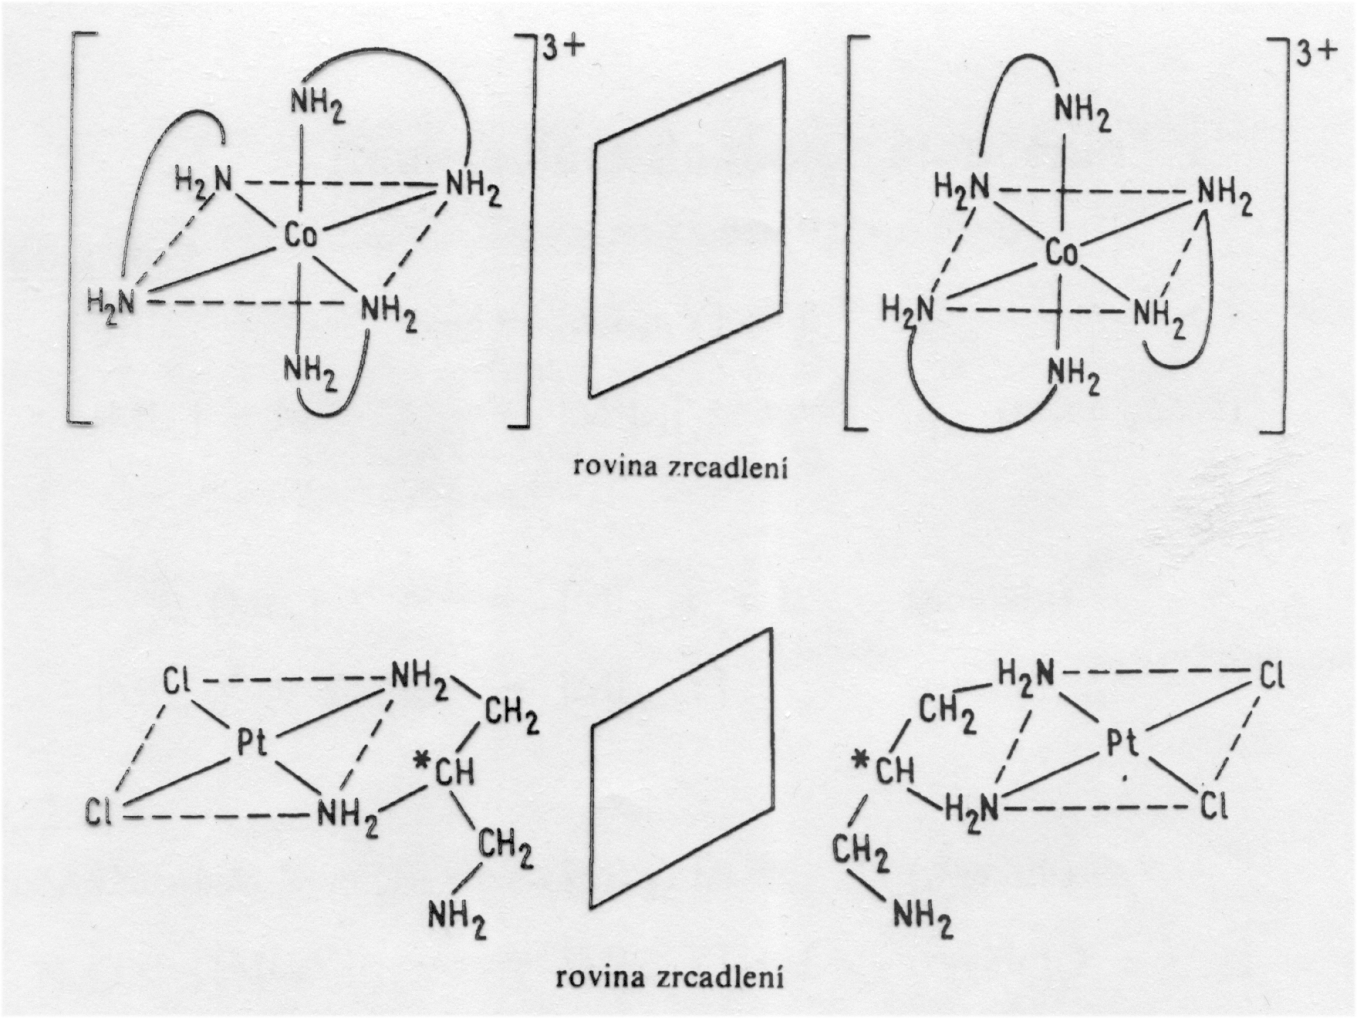 3+ 3+
NH2 NH2
H2N NH2 H2N NH2
Co Co
H2N NH2 H2N NH2
NH2 NH2
rovina zrcadlení
Cl NH2 H2N Cl
CH2 CH2
Pt Pt
*CH *CH
Cl NH2 H2N Cl
CH2 CH2
NH2 NH2
rovina zrcadlení